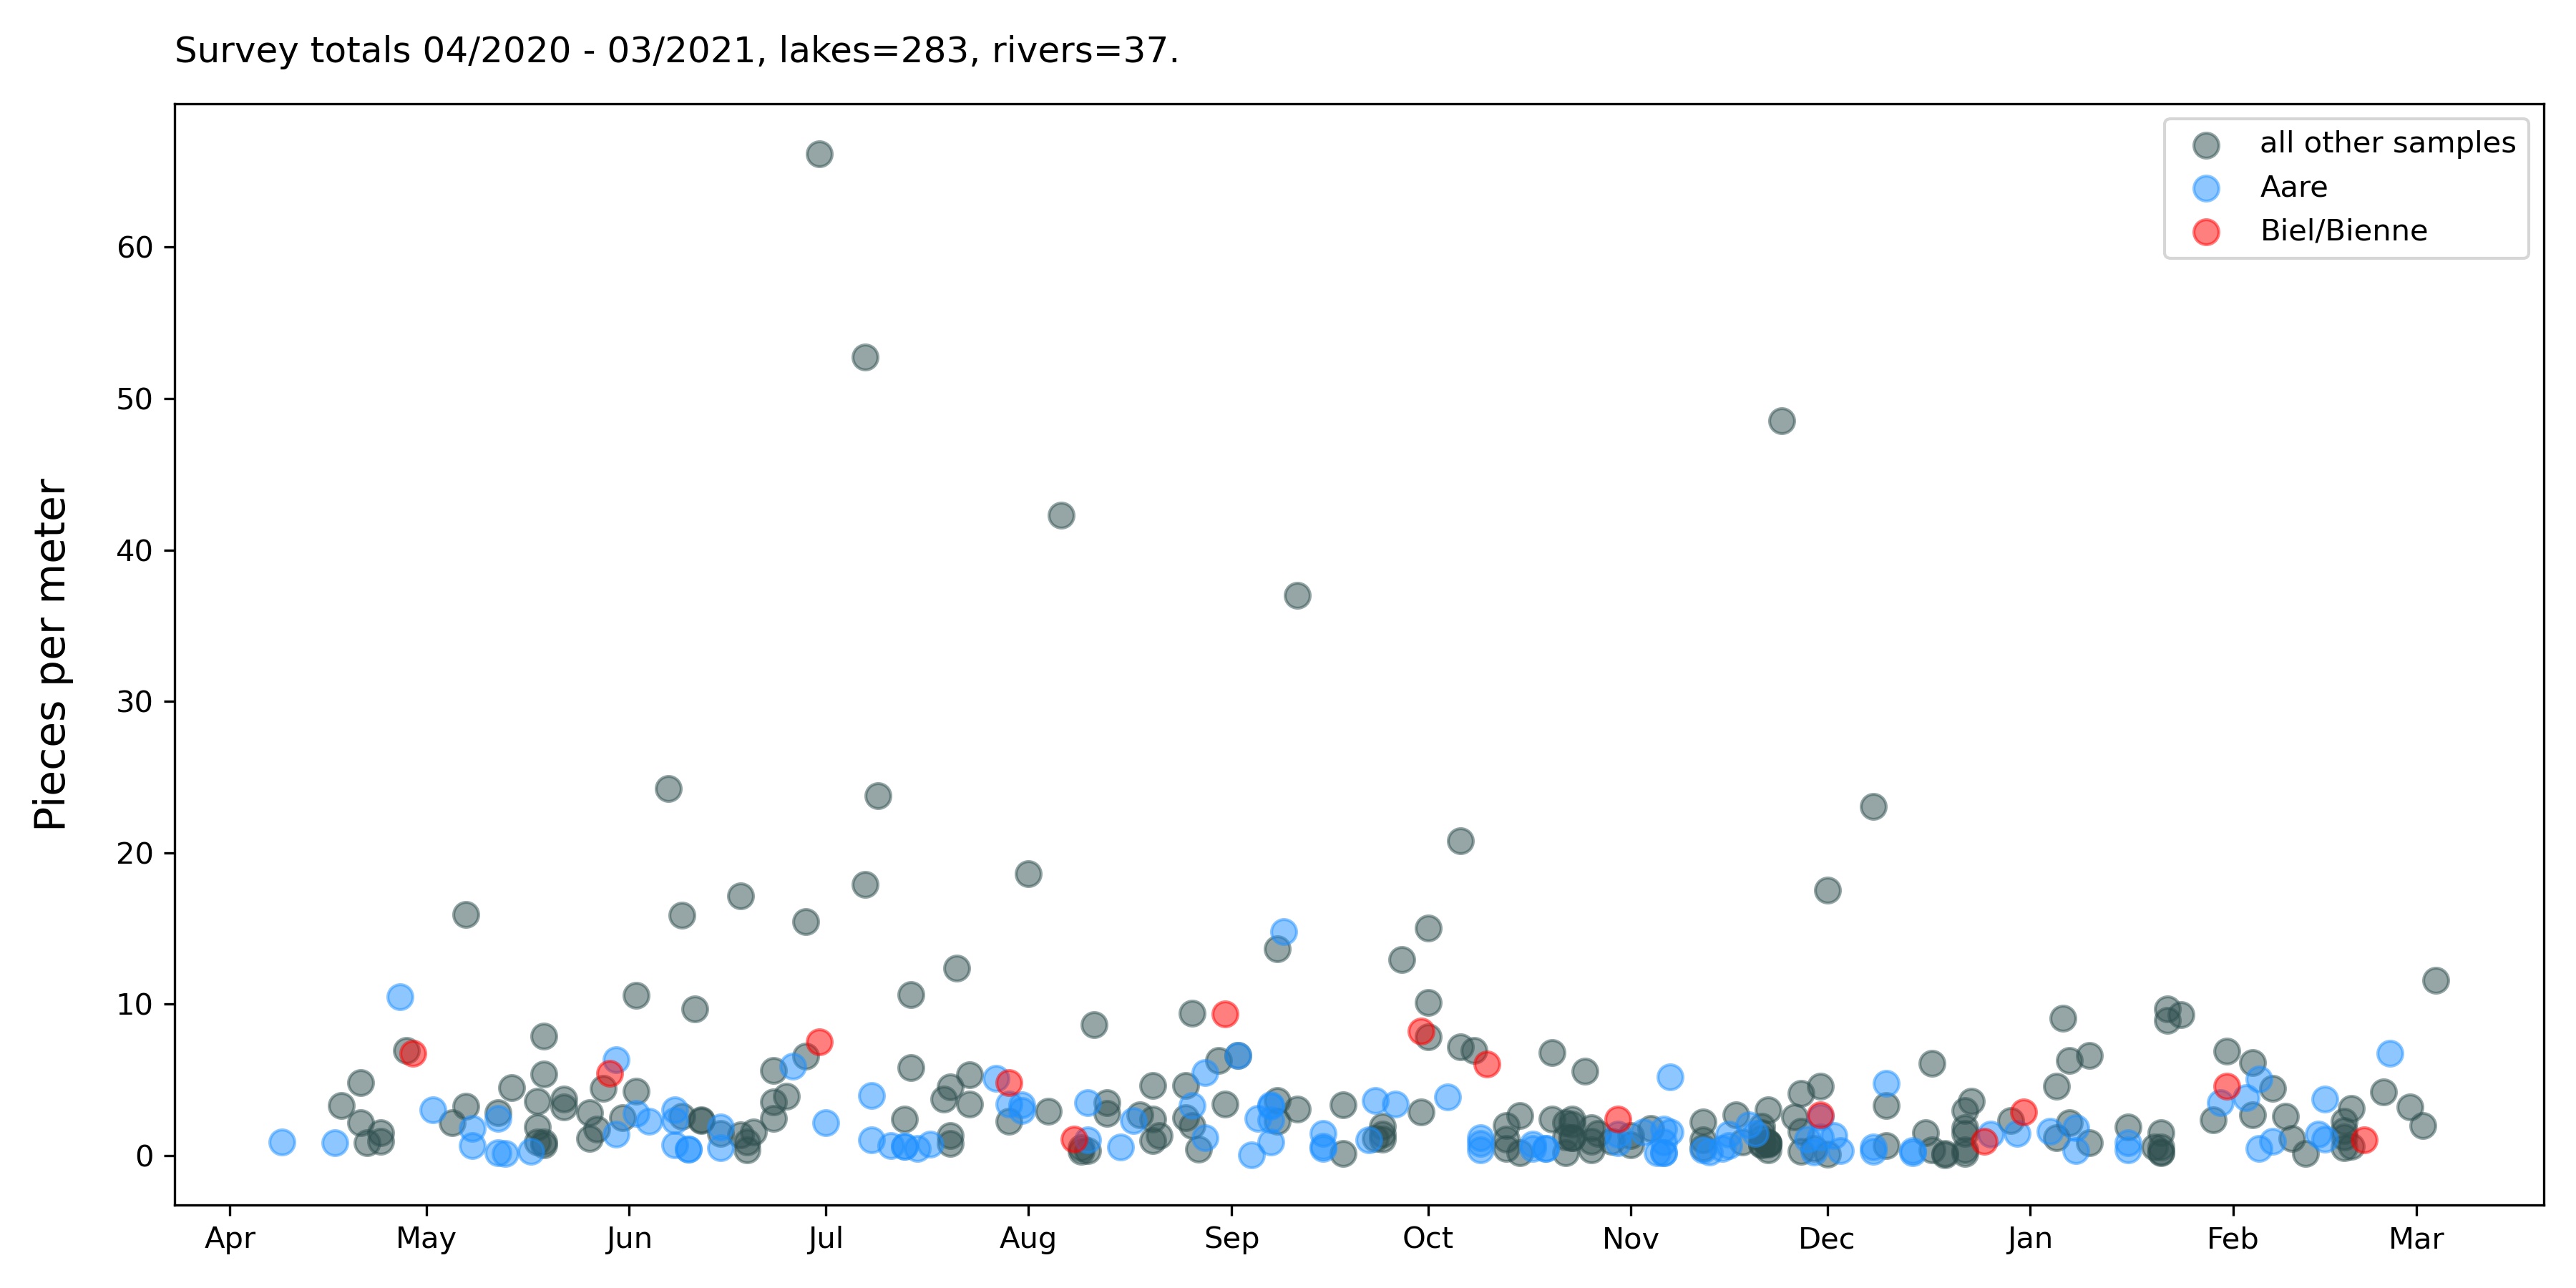 Survey totals 04/2020 - 03/2021, lakes=283, rivers=37.
all other samples
Aare
Biel/Bienne
Pieces per meter
60
50
40
30
20
10
0
Apr May Jun Jul Aug Sep Oct Nov Dec Jan Feb Mar